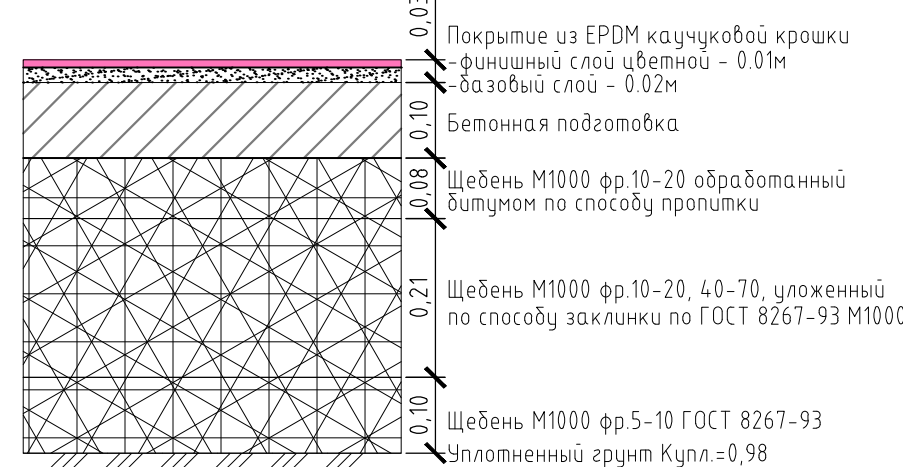 0,03
Покрытие из EPDM каучуковой крошки
-финишный слой цветной - 0.01м
-базовый слой - 0.02м
0,10
Бетонная подготовка
0,08
Щебень М1000 фр.10-20 обработанный
битумом по способу пропитки
0,21
Щебень М1000 фр.10-20, 40-70, уложенный
по способу заклинки по ГОСТ 8267-93 М1000
0,10
Щебень М1000 фр.5-10 ГОСТ 8267-93
Уплотненный грунт Купл.=0,98